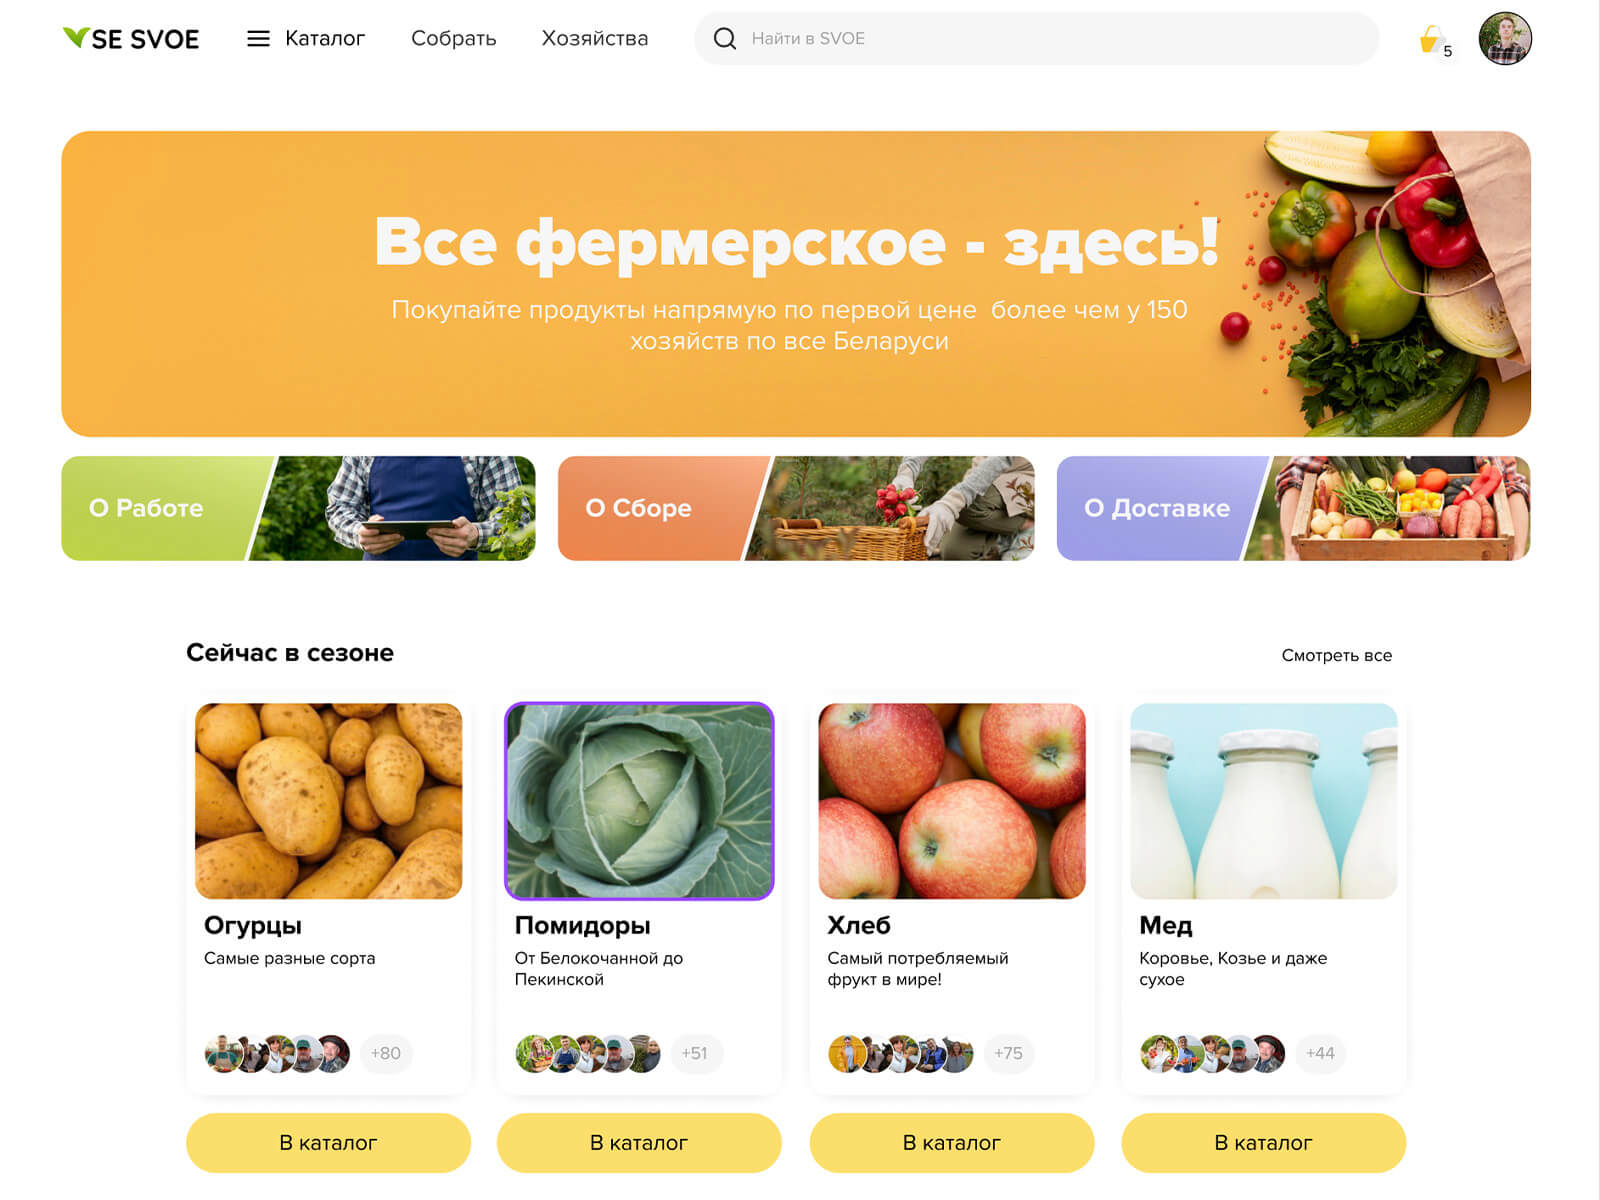 VSE SVOE
Каталог
Собрать
Хозяйства
Найти в SVOE
5
Все фермерское - здесь!
Покупайте продукты напрямую по первой цене более чем у 150
хозяйств по все Беларуси
О Работе
О Сборе
О Доставке
Сейчас в сезоне
Смотреть все
Огурцы
Самые разные сорта
+80
В каталог
Помидоры
От Белокочанной до
Пекинской
+51
В каталог
Хлеб
Самый потребляемый
фрукт в мире!
+75
В каталог
Мед
Коровье, Козье и даже
сухое
+44
В каталог